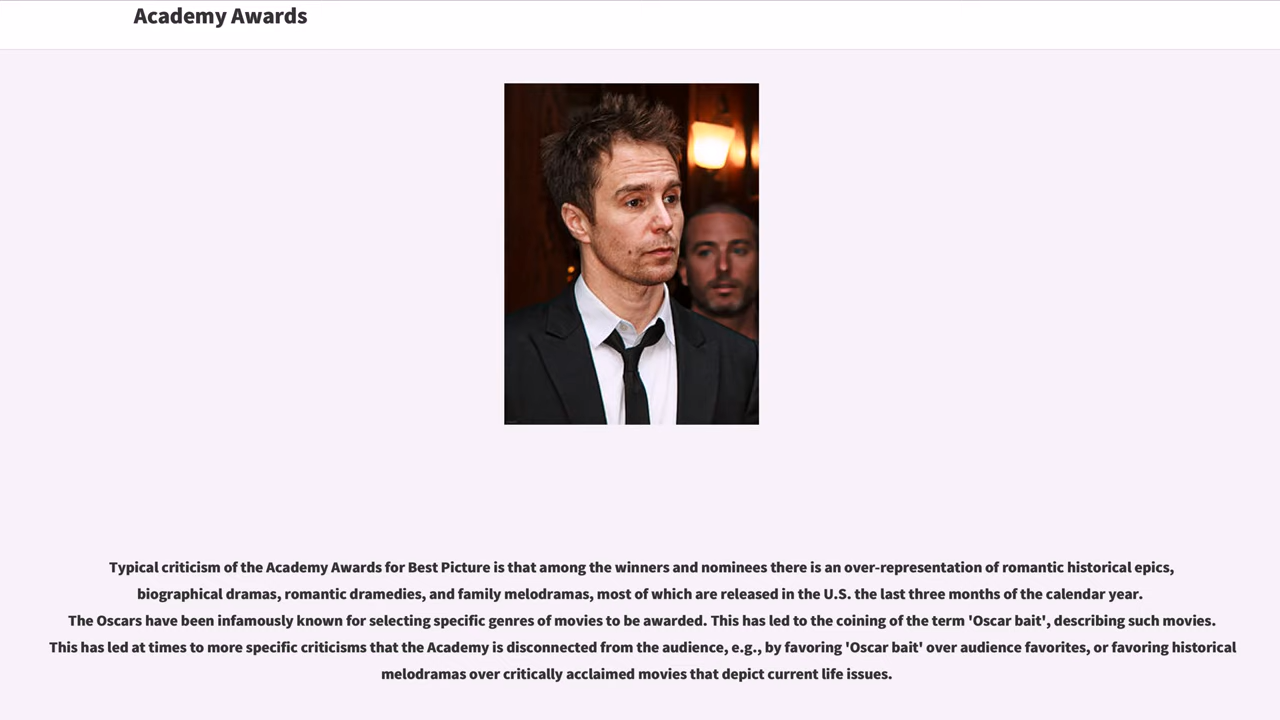 Academy Awards
Typical criticism of the Academy Awards for Best Picture is that among the winners and nominees there is an over-representation of romantic historical epics,
biographical dramas, romantic dramedies, and family melodramas, most of which are released in the U.S. the last three months of the calendar year.
The Oscars have been infamously known for selecting specific genres of movies to be awarded. This has led to the coining of the term 'Oscar bait', describing such movies.
This has led at times to more specific criticisms that the Academy is disconnected from the audience, e.g., by favoring 'Oscar bait' over audience favorites, or favoring historical
melodramas over critically acclaimed movies that depict current life issues.